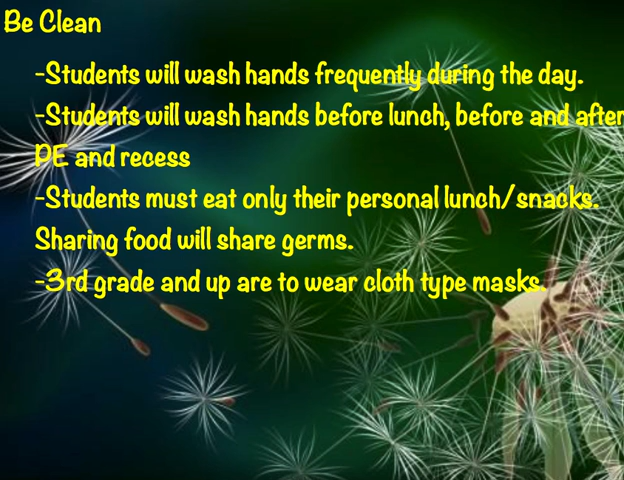 Be Clean
-Students will wash hands frequently during the day.
-Students will wash hands before lunch, before and after
PE and recess
-Students must eat only their personal lunch/snacks.
Sharing food will share germs.
-3rd grade and up are to wear cloth type masks.